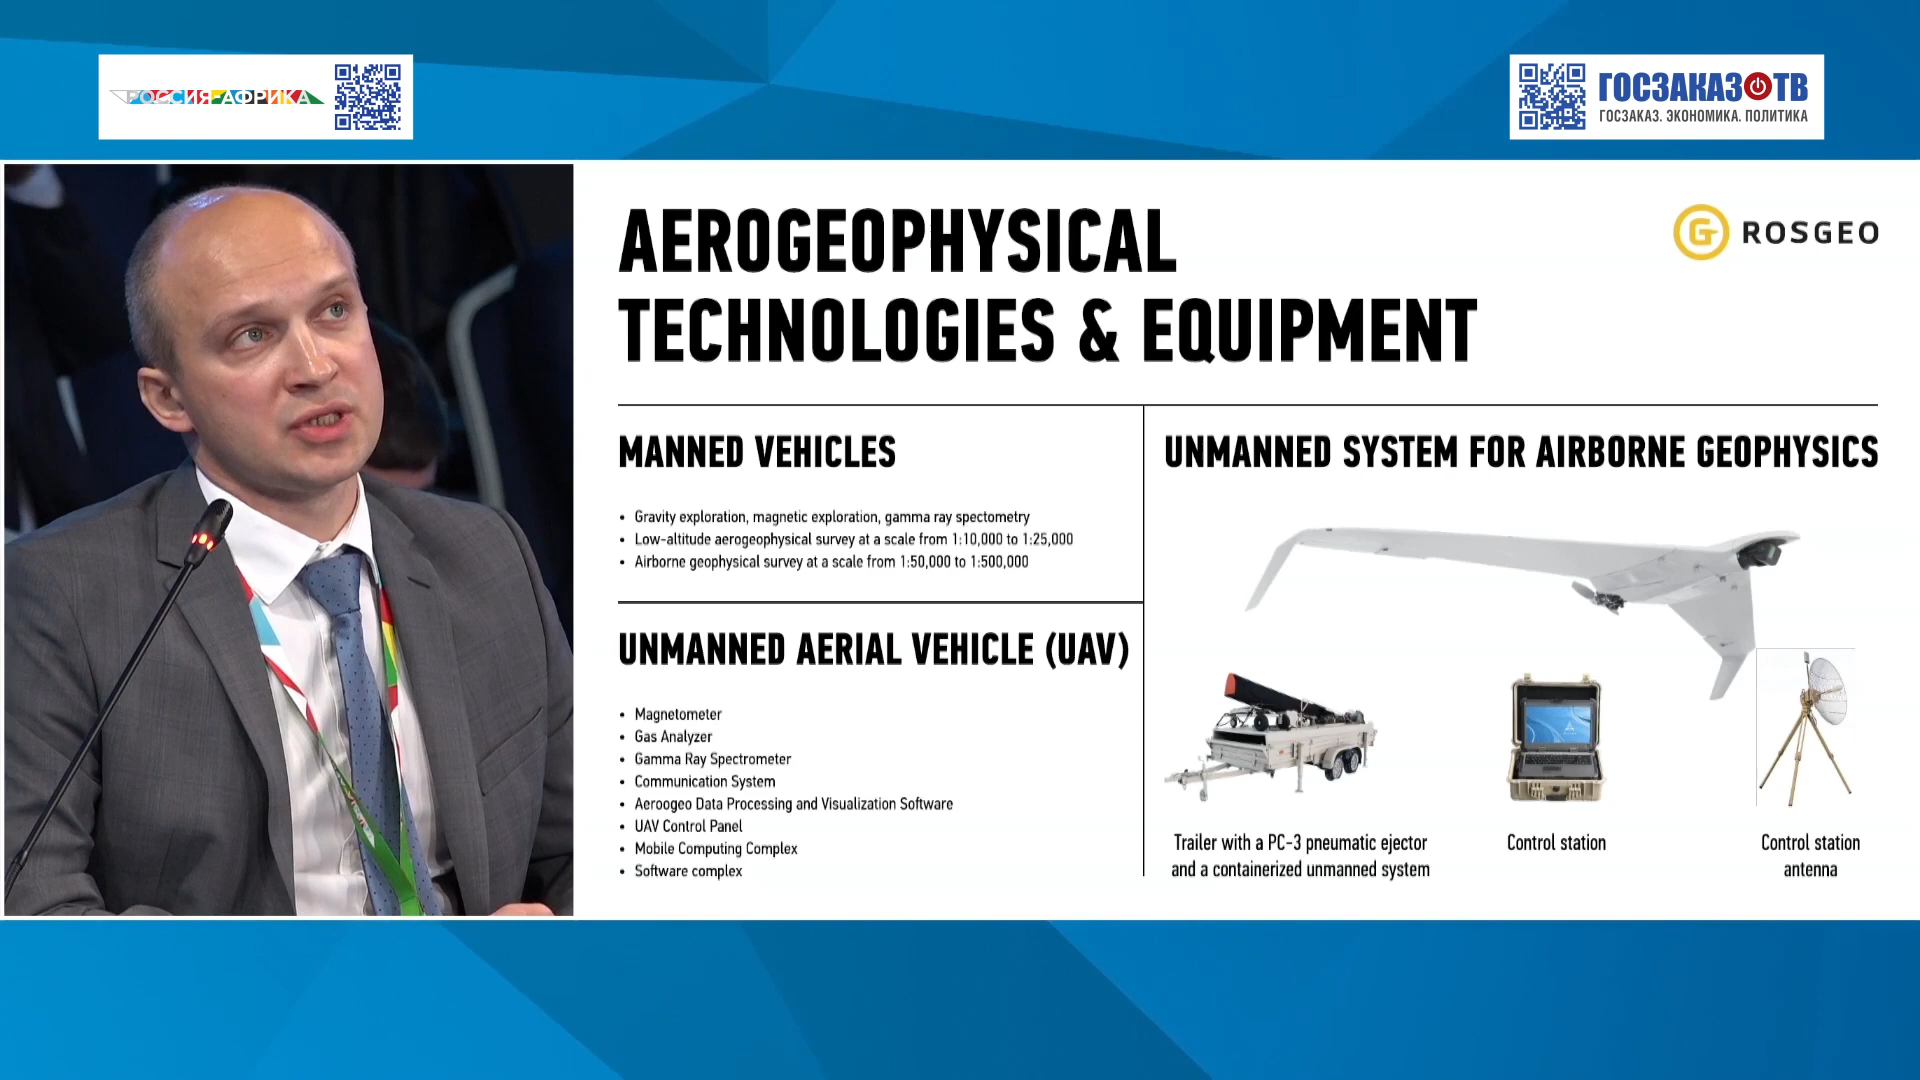 РОССИЯ-АФРИКА
ГОСЗАКАЗ ТВ
ГОСЗАКАЗ. ЭКОНОМИКА. ПОЛИТИКА
AEROGEOPHYSICAL
TECHNOLOGIES & EQUIPMENT
ROSGEO
MANNED VEHICLES
• Gravity exploration, magnetic exploration, gamma ray spectometry
• Low-altitude aerogeophysical survey at a scale from 1:10,000 to 1:25,000
• Airborne geophysical survey at a scale from 1:50,000 to 1:500,000
UNMANNED AERIAL VEHICLE (UAV)
• Magnetometer
• Gas Analyzer
• Gamma Ray Spectrometer
• Communication System
• Aeroogeo Data Processing and Visualization Software
• UAV Control Panel
• Mobile Computing Complex
• Software complex
UNMANNED SYSTEM FOR AIRBORNE GEOPHYSICS
Trailer with a PC-3 pneumatic ejector
and a containerized unmanned system
Control station
Control station
antenna